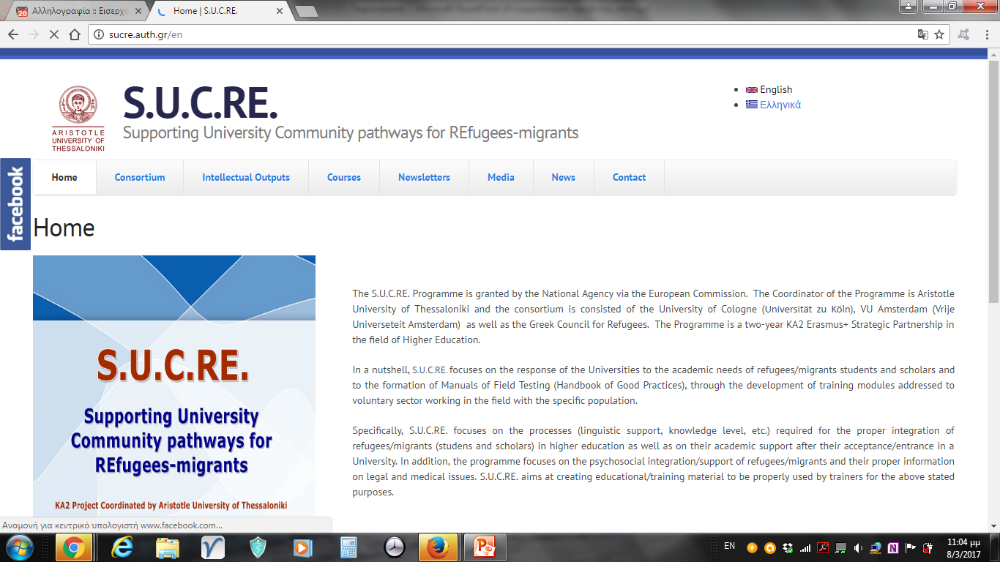 20
Αλληλογραφία :: Εισερχό
Home | S.U.C.RE.
sucre.auth.gr/en
ARISTOTLE
UNIVERSITY OF
THESSALONIKI
S.U.C.RE.
Supporting University Community pathways for REfugees-migrants
English
Ελληνικά
facebook
Home
Consortium
Intellectual Outputs
Courses
Newsletters
Media
News
Contact
Home
S.U.C.RE.
Supporting University
Community pathways for
REfugees-migrants
KA2 Project Coordinated by Aristotle University of Thessaloniki
The S.U.C.RE. Programme is granted by the National Agency via the European Commission. The Coordinator of the Programme is Aristotle
University of Thessaloniki and the consortium is consisted of the University of Cologne (Universität zu Köln), VU Amsterdam (Vrije
Universeteit Amsterdam) as well as the Greek Council for Refugees. The Programme is a two-year KA2 Erasmus+ Strategic Partnership in
the field of Higher Education.
In a nutshell, S.U.C.RE. focuses on the response of the Universities to the academic needs of refugees/migrants students and scholars and
to the formation of Manuals of Field Testing (Handbook of Good Practices), through the development of training modules addressed to
voluntary sector working in the field with the specific population.
Specifically, S.U.C.RE. focuses on the processes (linguistic support, knowledge level, etc.) required for the proper integration of
refugees/migrants (studens and scholars) in higher education as well as on their academic support after their acceptance/entrance in a
University. In addition, the programme focuses on the psychosocial integration/support of refugees/migrants and their proper information
on legal and medical issues. S.U.C.RE. aims at creating educational/training material to be properly used by trainers for the above stated
purposes.
Αναμονή για κεντρικό υπολογιστή www.facebook.com...
EN
11:04 μμ
8/3/2017